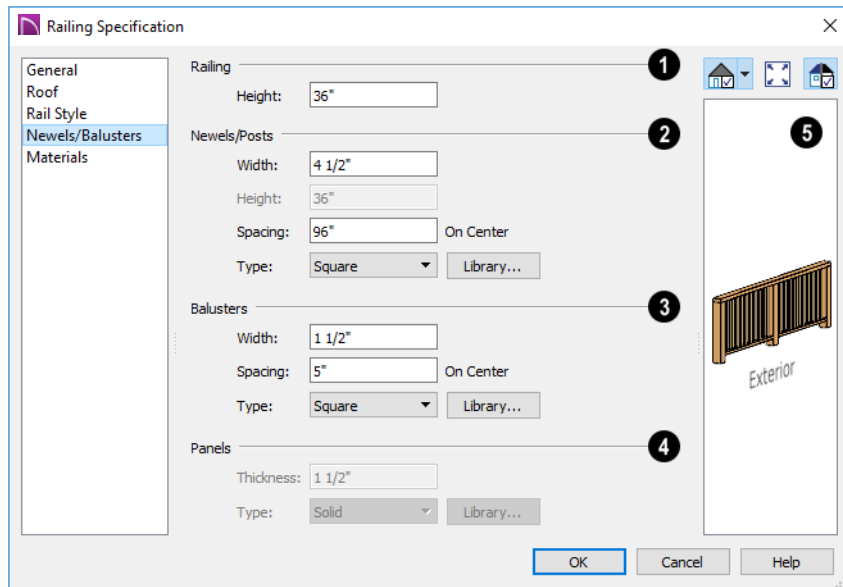 Railing Specification
General
Roof
Rail Style
Newels/Balusters
Materials
Railing
1
Height: 36"
Newels/Posts
2
Width: 4 1/2"
Height: 36"
Spacing: 96" On Center
Type: Square Library...
Balusters
3
Width: 1 1/2"
Spacing: 5" On Center
Type: Square Library...
Panels
4
Thickness: 1 1/2"
Type: Solid Library...
5
Exterior
OK Cancel Help